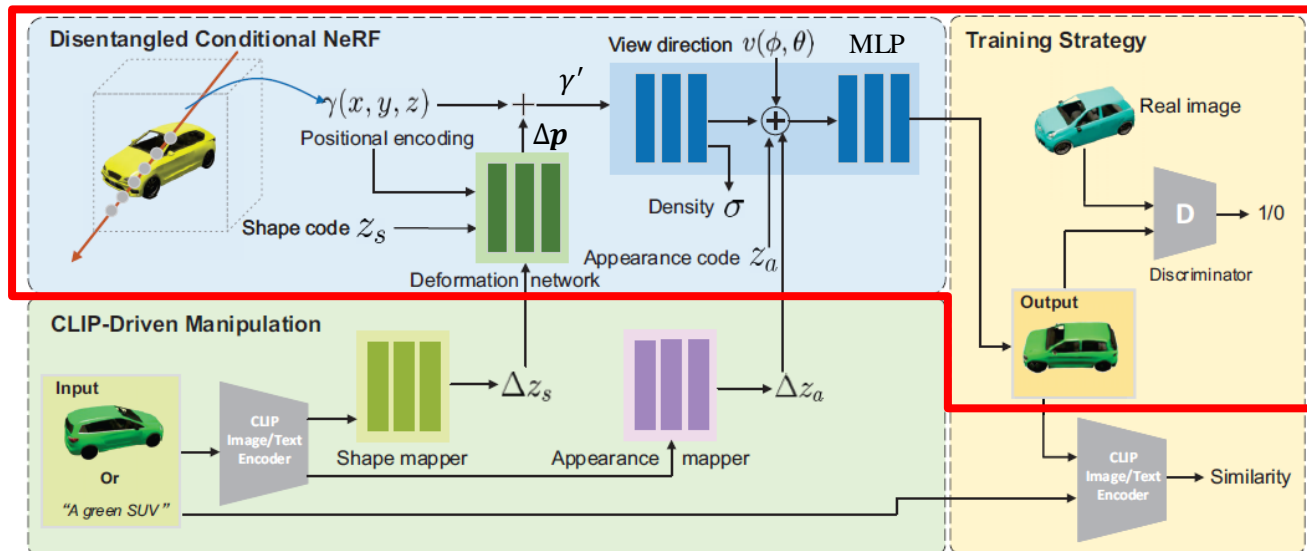 Disentangled Conditional NeRF
γ(x, y, z)
Positional encoding
Shape code z_s
+
Δp
γ′
Deformation network
View direction v(ϕ, θ)
MLP
+
Density σ
Appearance code z_a
Training Strategy
Real image
D
1/0
Discriminator
Output
CLIP-Driven Manipulation
Input
Or
“A green SUV”
CLIP
Image/Text
Encoder
Shape mapper
Δz_s
Appearance mapper
Δz_a
CLIP
Image/Text
Encoder
Similarity